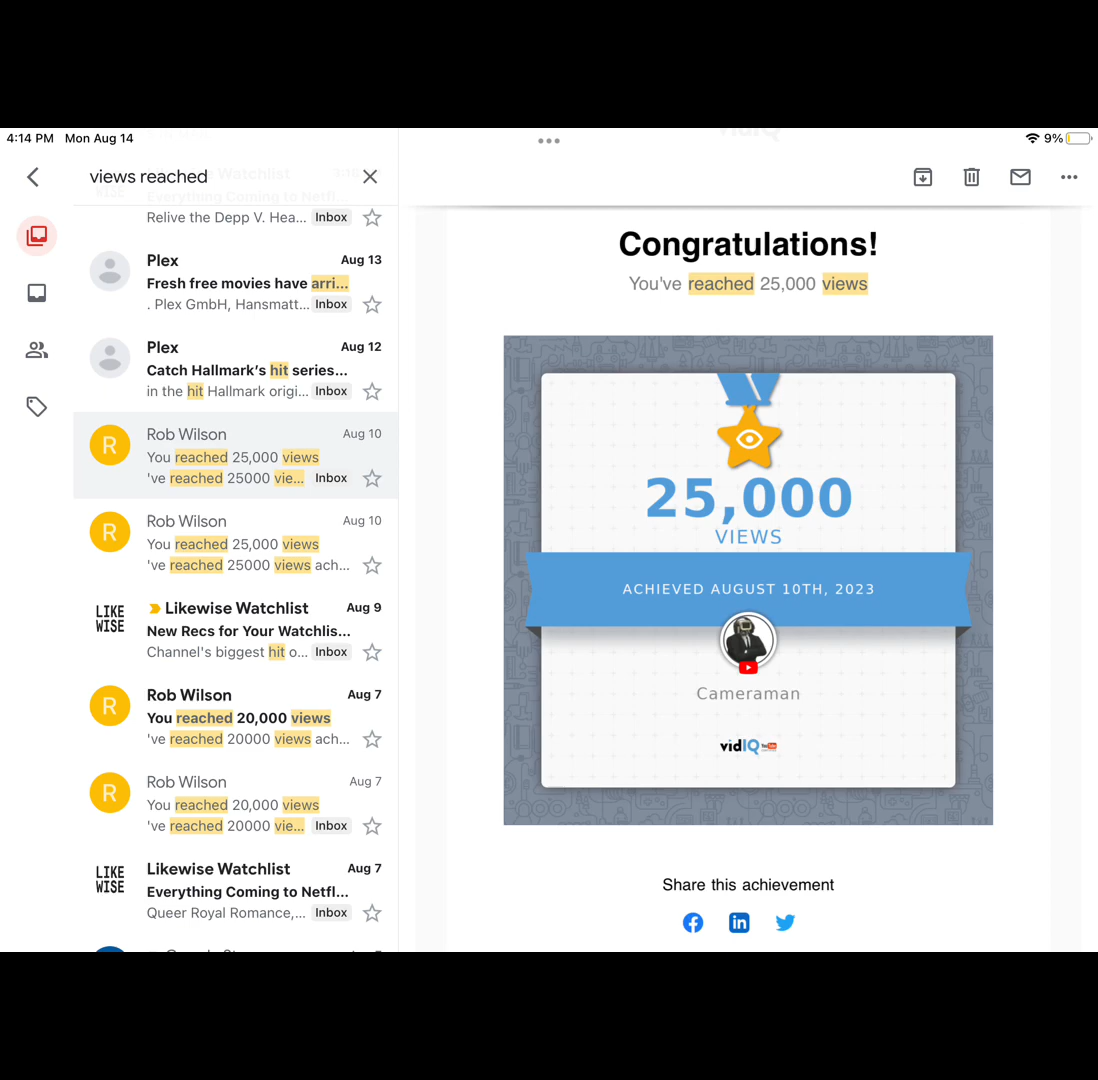 4:14 PM Mon Aug 14
9%
views reached
Relive the Depp V. Hea... Inbox
Plex Aug 13
Fresh free movies have arri...
. Plex GmbH, Hansmatt... Inbox
Plex Aug 12
Catch Hallmark's hit series...
in the hit Hallmark origi... Inbox
R
Rob Wilson Aug 10
You reached 25,000 views
've reached 25000 vie... Inbox
R
Rob Wilson Aug 10
You reached 25,000 views
've reached 25000 views ach...
LIKE
WISE
Likewise Watchlist Aug 9
New Recs for Your Watchlis...
Channel's biggest hit o... Inbox
R
Rob Wilson Aug 7
You reached 20,000 views
've reached 20000 views ach...
R
Rob Wilson Aug 7
You reached 20,000 views
've reached 20000 vie... Inbox
LIKE
WISE
Likewise Watchlist Aug 7
Everything Coming to Netfl...
Queer Royal Romance,... Inbox
Congratulations!
You've reached 25,000 views
25,000
VIEWS
ACHIEVED AUGUST 10TH, 2023
Cameraman
vidIQ
Share this achievement